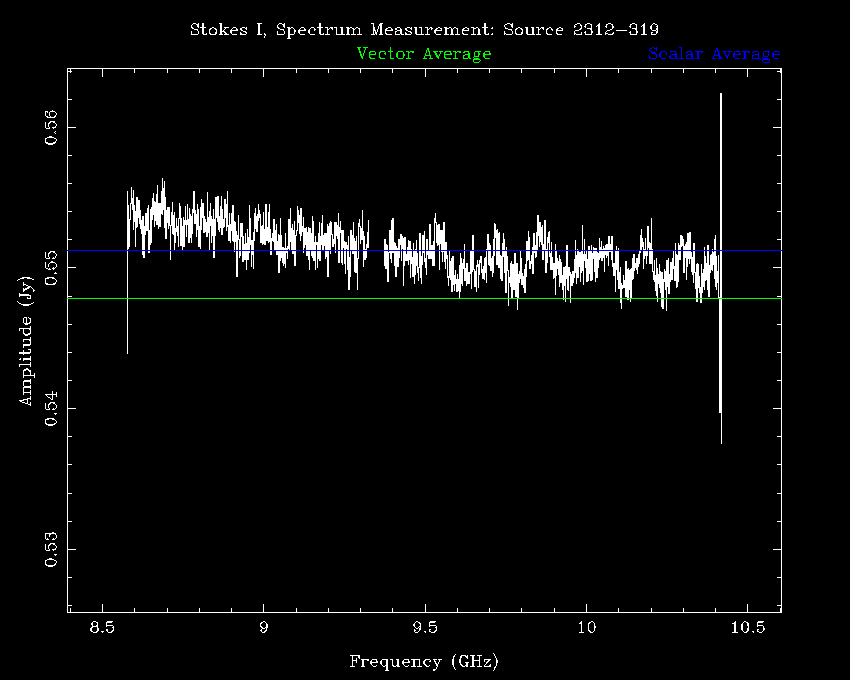 Stokes I, Spectrum Measurement: Source 2312-319
Vector Average
Scalar Average
0.56
0.55
0.54
0.53
Amplitude (Jy)
8.5
9
9.5
10
10.5
Frequency (GHz)